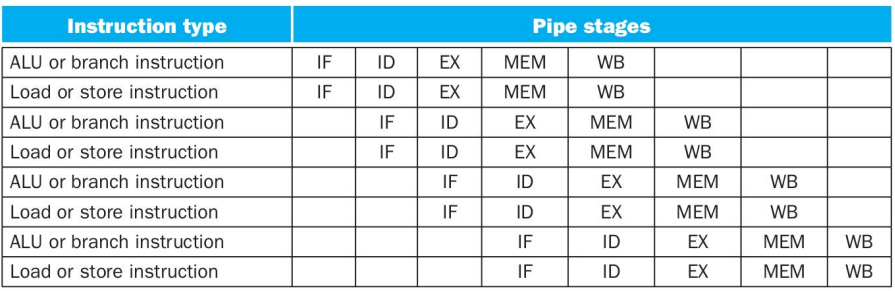 Instruction type Pipe stages
ALU or branch instruction IF ID EX MEM WB
Load or store instruction IF ID EX MEM WB
ALU or branch instruction IF ID EX MEM WB
Load or store instruction IF ID EX MEM WB
ALU or branch instruction IF ID EX MEM WB
Load or store instruction IF ID EX MEM WB
ALU or branch instruction IF ID EX MEM WB
Load or store instruction IF ID EX MEM WB